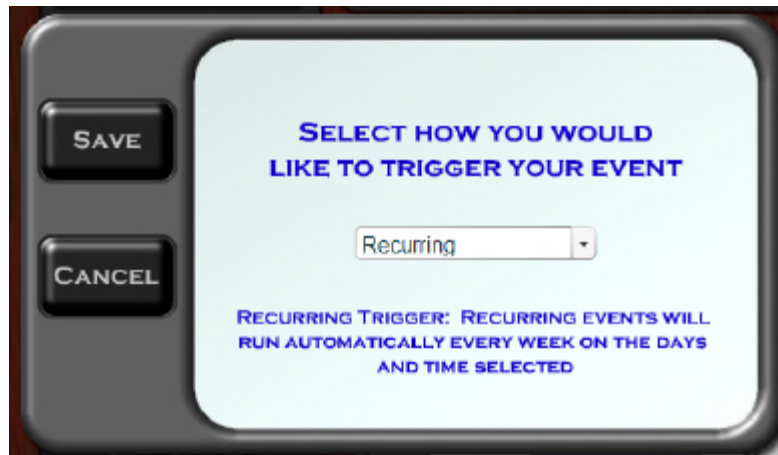 Save
Cancel
Select how you would
like to trigger your event
Recurring
Recurring Trigger: Recurring events will
run automatically every week on the days
and time selected